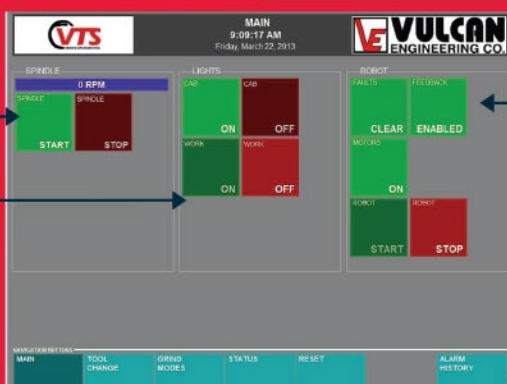 VTS
MAIN
9:09:17 AM
Friday, March 22, 2013
VE VULCAN
ENGINEERING CO.
SPINDLE
0 RPM
SPINDLE
START
SPINDLE
STOP
LIGHTS
CAB
ON
CAB
OFF
WORK
ON
WORK
OFF
ROBOT
FAULTS
CLEAR
FEEDBACK
ENABLED
MOTORS
ON
ROBOT
START
ROBOT
STOP
NAVIGATION BUTTONS
MAIN
TOOL
CHANGE
GRIND
MODES
STATUS
RESET
ALARM
HISTORY